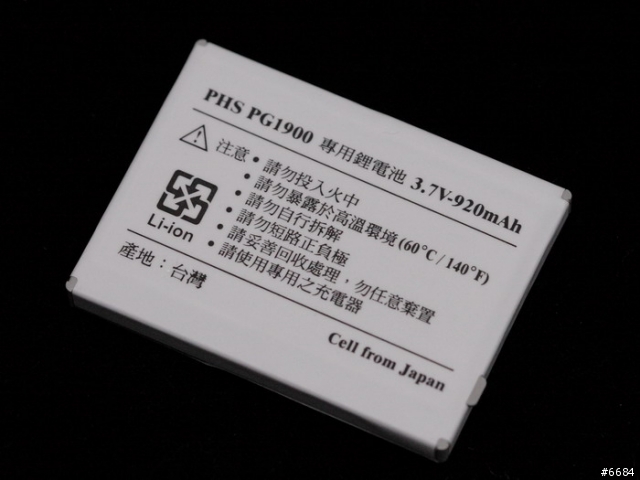 PHS PG1900 專用鋰電池 3.7V-920mAh
注意
• 請勿投入火中
• 請勿暴露於高溫環境(60°C/140°F)
• 請勿自行拆解
• 請勿短路正負極
• 請妥善回收處理，勿任意棄置
• 請使用專用之充電器
Li-ion
產地：台灣
Cell from Japan
#6684